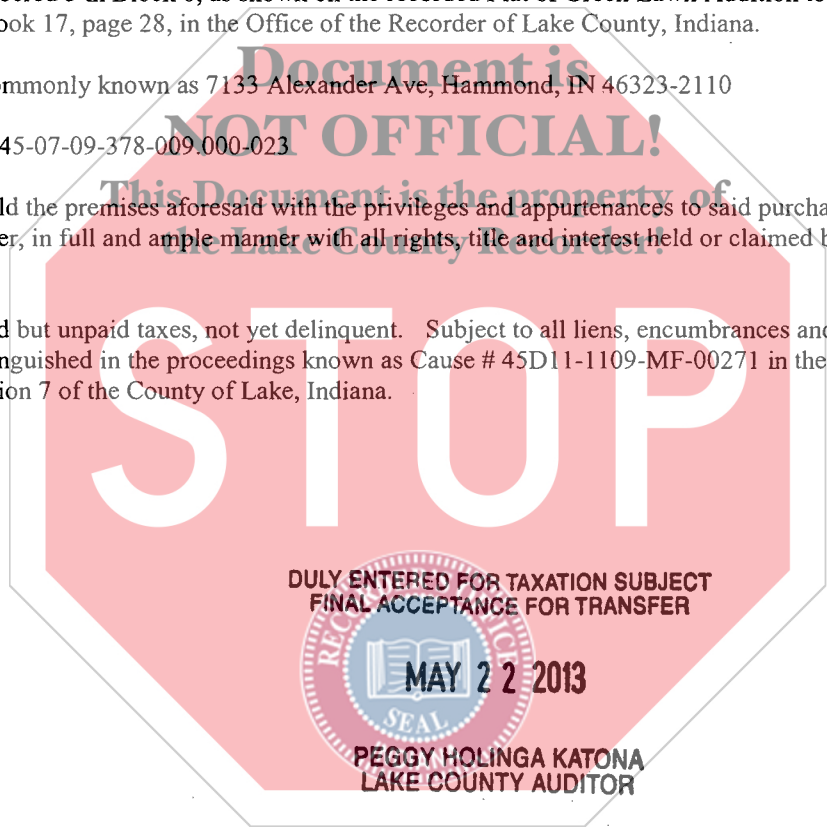 ook 17, page 28, in the Office of the Recorder of Lake County, Indiana.
Document is
ommonly known as 7133 Alexander Ave, Hammond, IN 46323-2110
NOT OFFICIAL!
45-07-09-378-009.000-023
This Document is the property of
ld the premises aforesaid with the privileges and appurtenances to said purcha
the Lake County Recorder!
er, in full and ample manner with all rights, title and interest held or claimed b
d but unpaid taxes, not yet delinquent. Subject to all liens, encumbrances and
nguished in the proceedings known as Cause # 45D11-1109-MF-00271 in the
ion 7 of the County of Lake, Indiana.
STOP
DULY ENTERED FOR TAXATION SUBJECT
FINAL ACCEPTANCE FOR TRANSFER
MAY 22 2013
SEAL
PEGGY HOLINGA KATONA
LAKE COUNTY AUDITOR